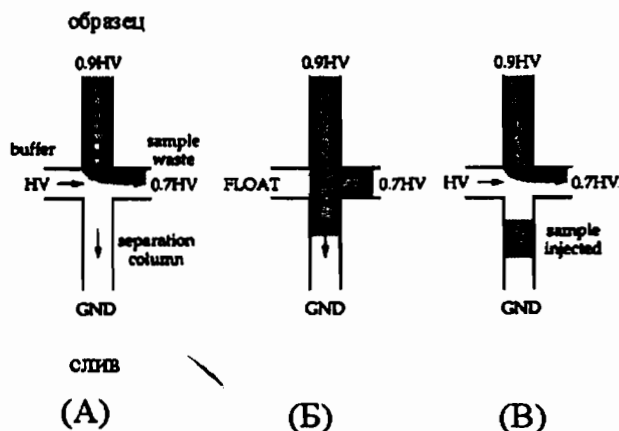 образец
0.9HV
0.9HV
0.9HV
buffer
sample
waste
HV
0.7HV
FLOAT
0.7HV
HV
0.7HV
separation
column
sample
injected
GND
GND
GND
слив
(А)
(Б)
(В)